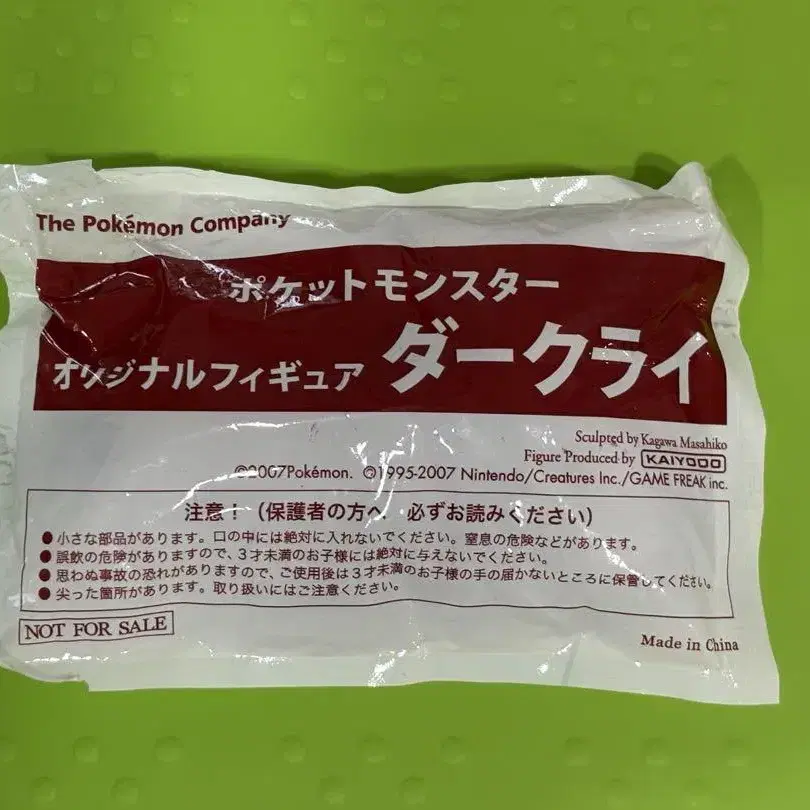 The Pokémon Company
ポケットモンスター
オリジナルフィギュア ダークライ
Sculpted by Kagawa Masahiko
Figure Produced by KAIYODO
©2007Pokémon. ©1995-2007 Nintendo/Creatures Inc./GAME FREAK inc.
注意！（保護者の方へ 必ずお読みください）
●小さな部品があります。口の中には絶対に入れないでください。窒息の危険などがあります。
●誤飲の危険がありますので、３才未満のお子様には絶対に与えないでください。
●思わぬ事故の恐れがありますので、ご使用後は３才未満のお子様の手の届かないところに保管してください。
●尖った箇所があります。取り扱いにはご注意ください。
NOT FOR SALE
Made in China